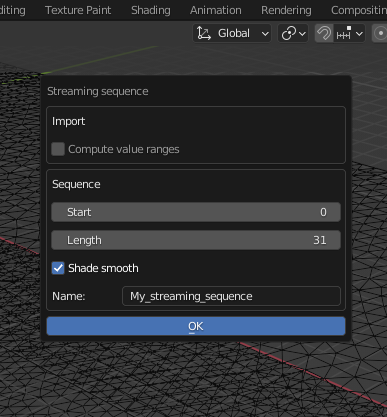 diting Texture Paint Shading Animation Rendering Compositin
Global
Streaming sequence
Import
Compute value ranges
Sequence
Start 0
Length 31
Shade smooth
Name: My_streaming_sequence
OK